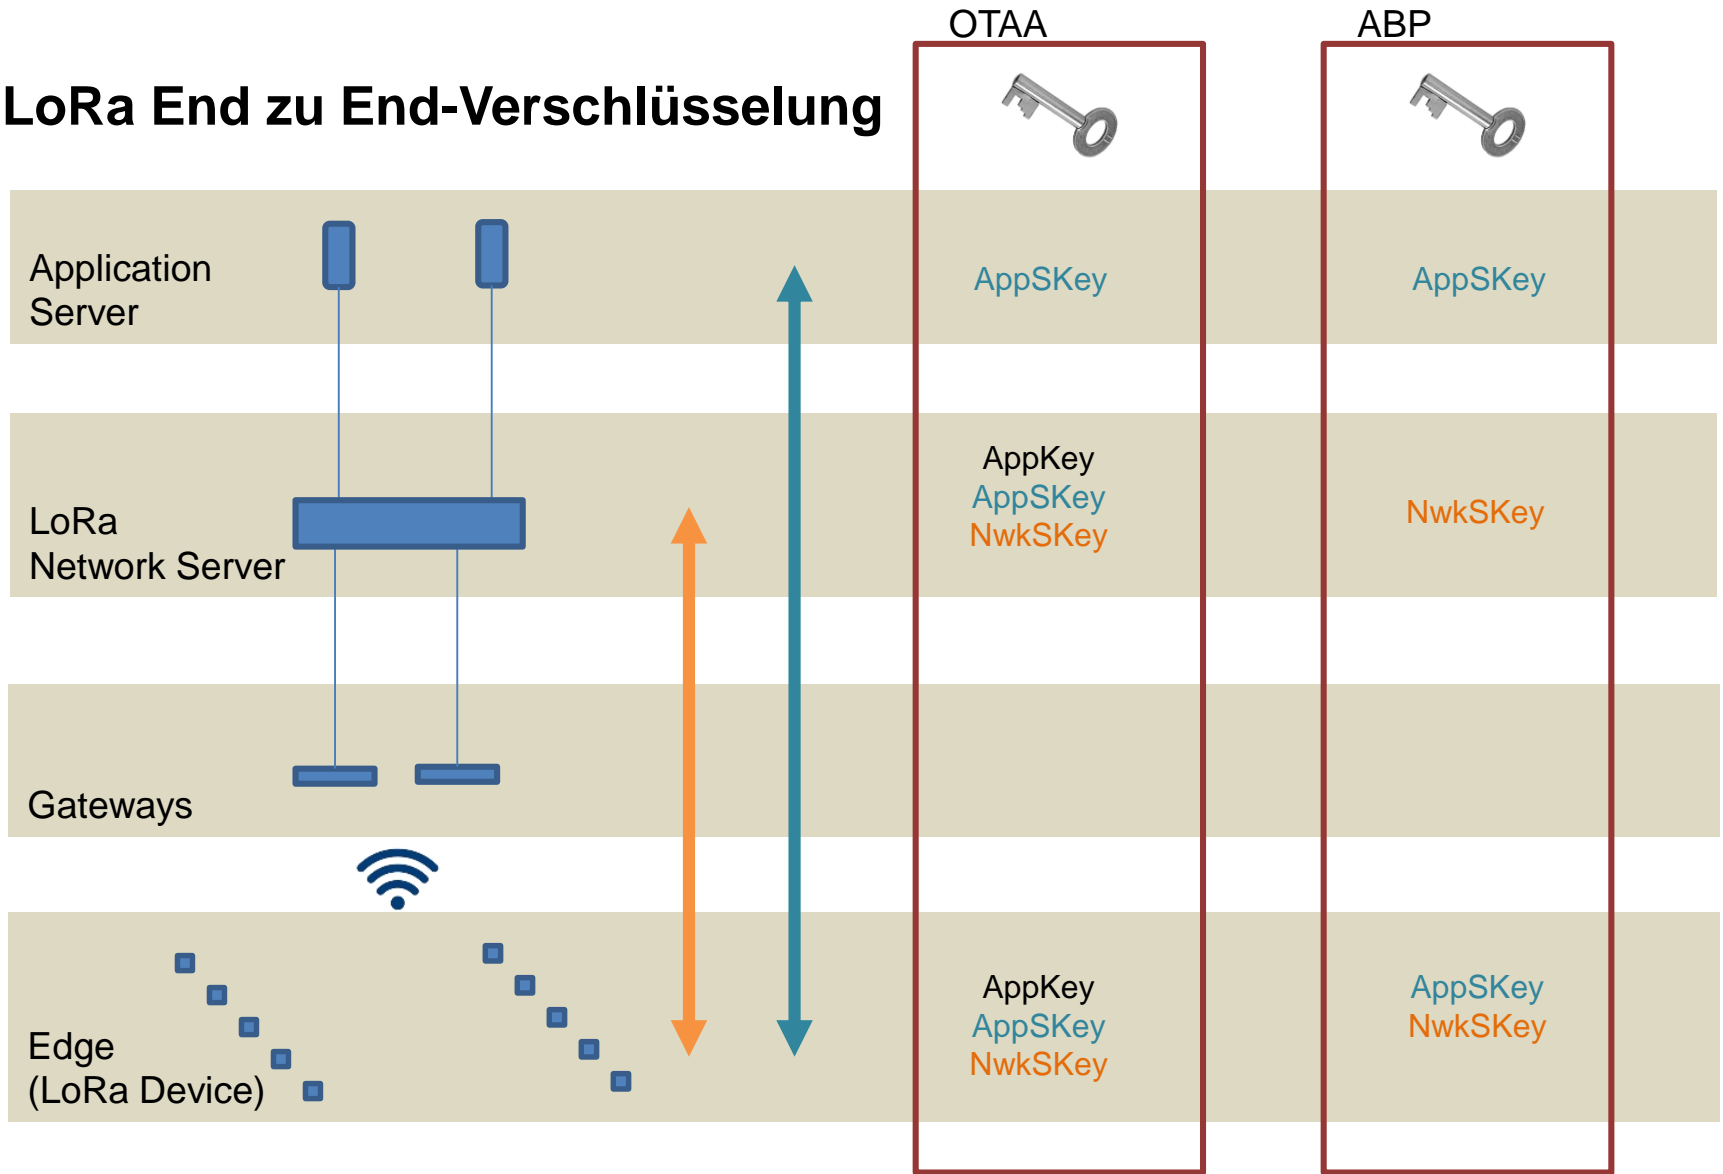 OTAA
ABP
LoRa End zu End-Verschlüsselung
Application
Server
AppSKey
AppSKey
LoRa
Network Server
AppKey
AppSKey
NwkSKey
NwkSKey
Gateways
Edge
(LoRa Device)
AppKey
AppSKey
NwkSKey
AppSKey
NwkSKey